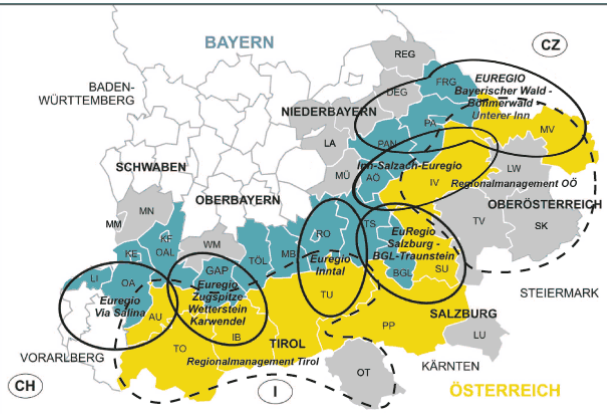 BAYERN
CZ
REG
FRG
DEG
EUREGIO
Bayerischer Wald -
Böhmerwald
Unterer Inn
BADEN-
WÜRTTEMBERG
NIEDERBAYERN
PA
MV
LA
PAN
SCHWABEN
MÜ
AÖ
Inn-Salzach-Euregio
LW
IV
Regionalmanagement OÖ
OBERBAYERN
OBERÖSTERREICH
MN
MM
TV
SK
KF
WM
RO
TS
EuRegio
Salzburg -
BGL-Traunstein
KE
OAL
TÖL
MB
LI
OA
GAP
Euregio
Inntal
BGL
SU
Euregio
Zugspitze-
Wetterstein
Karwendel
Euregio
Via Salina
TU
STEIERMARK
AU
PP
SALZBURG
IB
TIROL
LU
VORARLBERG
TO
Regionalmanagement Tirol
KÄRNTEN
OT
CH
I
ÖSTERREICH